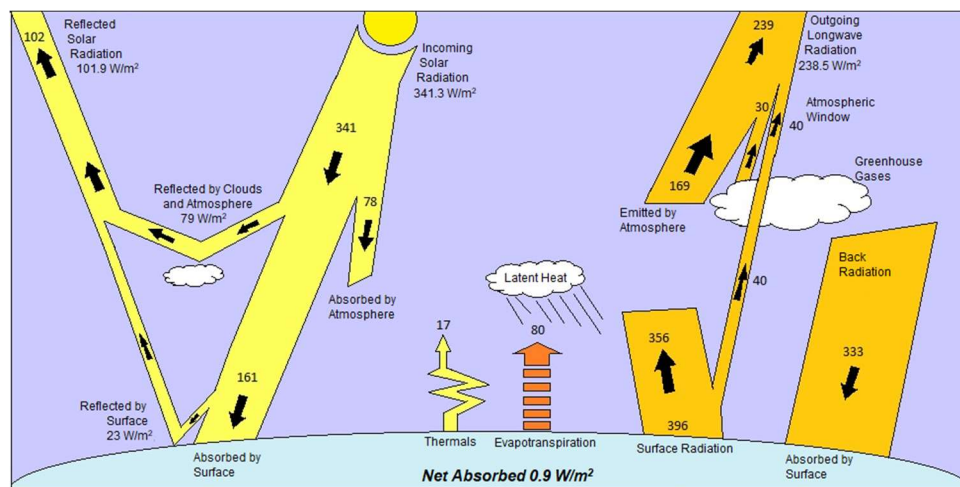 Reflected
Solar
Radiation
101.9 W/m²
102
Incoming
Solar
Radiation
341.3 W/m²
341
239
Outgoing
Longwave
Radiation
238.5 W/m²
Atmospheric
Window
30
40
Greenhouse
Gases
169
Emitted by
Atmosphere
Reflected by Clouds
and Atmosphere
79 W/m²
78
Absorbed by
Atmosphere
Latent Heat
40
Back
Radiation
17
80
356
333
161
396
Reflected by
Surface
23 W/m²
Absorbed by
Surface
Thermals
Evapotranspiration
Surface Radiation
Absorbed by
Surface
Net Absorbed 0.9 W/m²